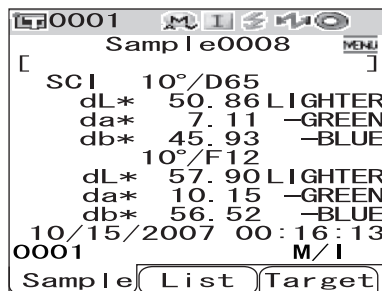 0001 M I
Sample0008 MENU
[ ]
SCI 10°/D65
dL* 50.86 LIGHTER
da* 7.11 -GREEN
db* 45.93 -BLUE
10°/F12
dL* 57.90 LIGHTER
da* 10.15 -GREEN
db* 56.52 -BLUE
10/15/2007 00:16:13
0001 M/I
Sample List Target